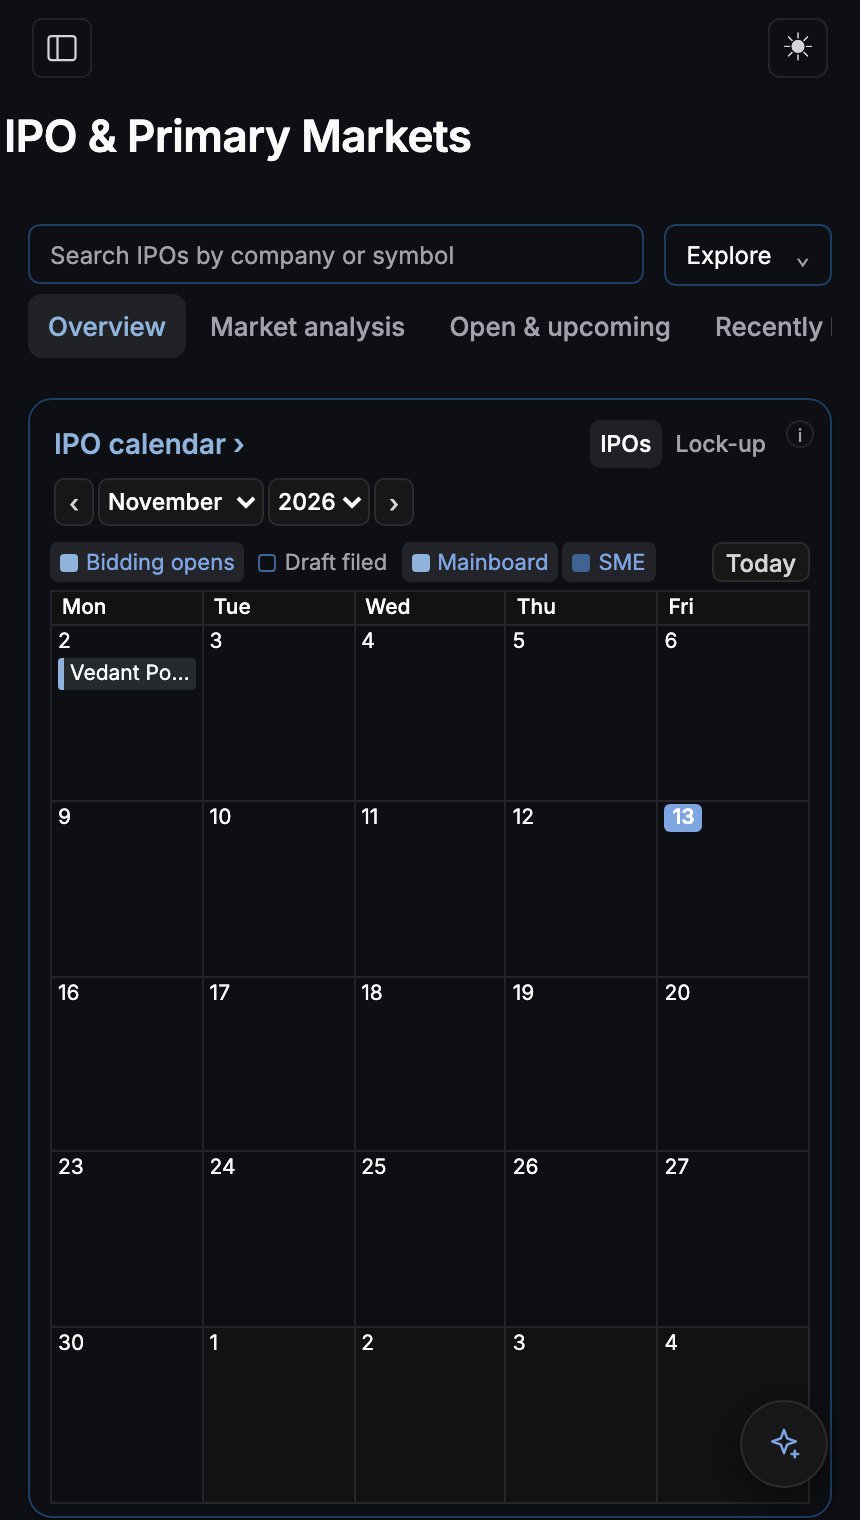 IPO & Primary Markets
Search IPOs by company or symbol
Explore
Overview Market analysis Open & upcoming Recently
IPO calendar ›
IPOs Lock-up i
‹ November 2026 ›
Bidding opens Draft filed Mainboard SME Today
Mon Tue Wed Thu Fri
2 3 4 5 6
Vedant Po...
9 10 11 12 13
16 17 18 19 20
23 24 25 26 27
30 1 2 3 4